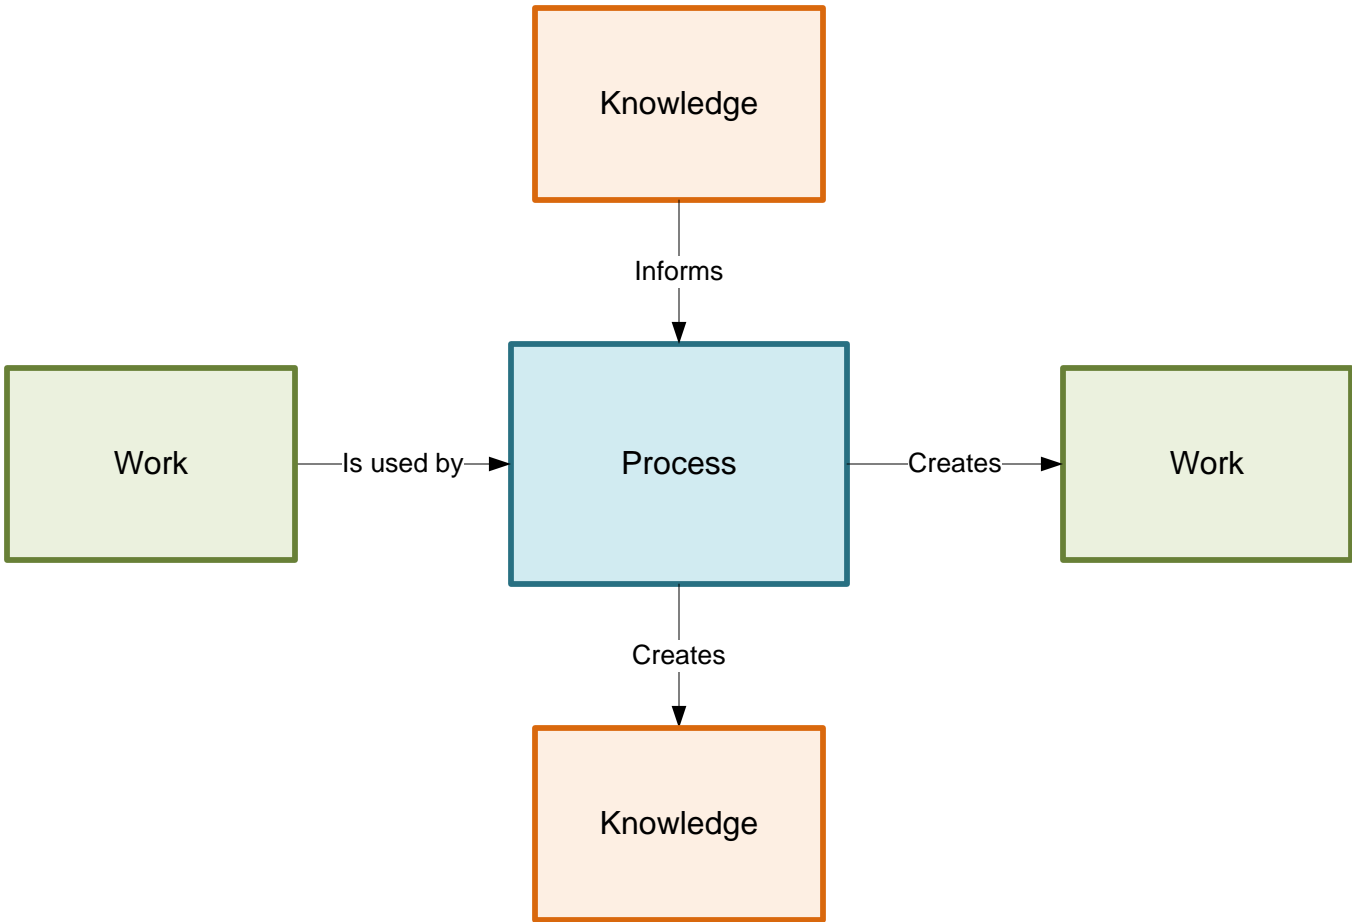 Knowledge
Informs
Work
Is used by
Process
Creates
Work
Creates
Knowledge